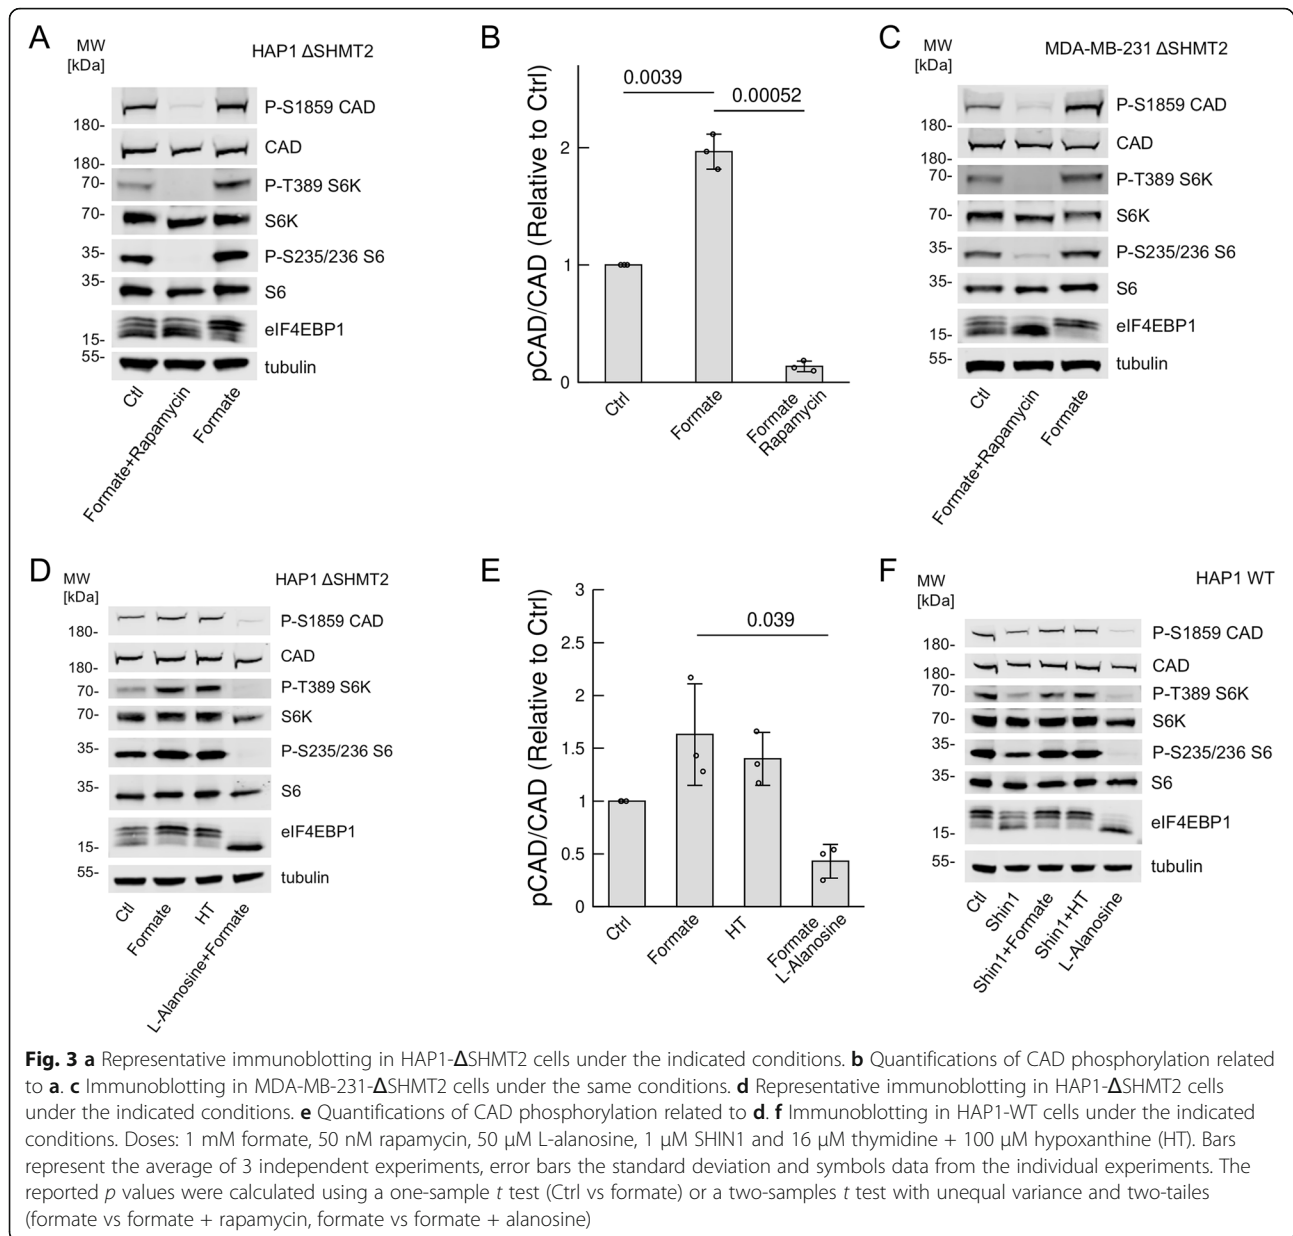 A
MW
[kDa]
HAP1 ΔSHMT2
P-S1859 CAD
180-
CAD
180-
P-T389 S6K
70-
S6K
70-
P-S235/236 S6
35-
S6
35-
eIF4EBP1
15-
tubulin
55-
Ctl
Formate+Rapamycin
Formate
B
pCAD/CAD (Relative to Ctrl)
2
1
0
0.0039
0.00052
Ctrl
Formate
Formate
Rapamycin
C
MW
[kDa]
MDA-MB-231 ΔSHMT2
P-S1859 CAD
180-
CAD
180-
P-T389 S6K
70-
S6K
70-
P-S235/236 S6
35-
S6
35-
eIF4EBP1
15-
tubulin
55-
Ctl
Formate+Rapamycin
Formate
D
MW
[kDa]
HAP1 ΔSHMT2
P-S1859 CAD
180-
CAD
180-
P-T389 S6K
70-
S6K
70-
P-S235/236 S6
35-
S6
35-
eIF4EBP1
15-
tubulin
55-
Ctl
Formate
HT
L-Alanosine+Formate
E
pCAD/CAD (Relative to Ctrl)
3
2.5
2
1.5
1
0.5
0
0.039
Ctrl
Formate
HT
Formate
L-Alanosine
F
MW
[kDa]
HAP1 WT
P-S1859 CAD
180-
CAD
180-
P-T389 S6K
70-
S6K
70-
P-S235/236 S6
35-
S6
35-
eIF4EBP1
15-
tubulin
55-
Ctl
Shin1
Shin1+Formate
Shin1+HT
L-Alanosine
Fig. 3 a Representative immunoblotting in HAP1-ΔSHMT2 cells under the indicated conditions. b Quantifications of CAD phosphorylation related
to a. c Immunoblotting in MDA-MB-231-ΔSHMT2 cells under the same conditions. d Representative immunoblotting in HAP1-ΔSHMT2 cells
under the indicated conditions. e Quantifications of CAD phosphorylation related to d. f Immunoblotting in HAP1-WT cells under the indicated
conditions. Doses: 1 mM formate, 50 nM rapamycin, 50 μM L-alanosine, 1 μM SHIN1 and 16 μM thymidine + 100 μM hypoxanthine (HT). Bars
represent the average of 3 independent experiments, error bars the standard deviation and symbols data from the individual experiments. The
reported p values were calculated using a one-sample t test (Ctrl vs formate) or a two-samples t test with unequal variance and two-tailes
(formate vs formate + rapamycin, formate vs formate + alanosine)